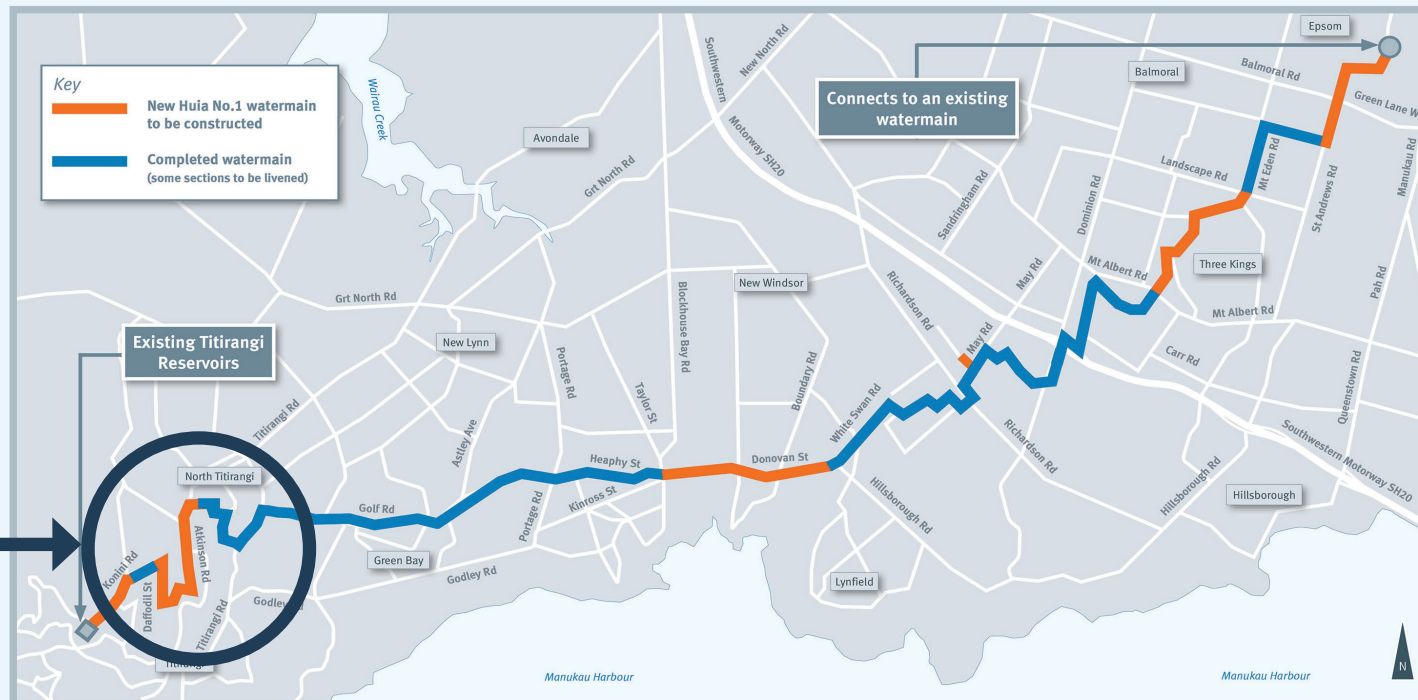 Epsom
Key
New Huia No.1 watermain
to be constructed
Completed watermain
(some sections to be livened)
Wairau Creek
Avondale
Grt North Rd
Southwestern
Motorway SH20
New North Rd
Connects to an existing
watermain
Balmoral
Balmoral Rd
Green Lane W
Manukau Rd
Mt Eden Rd
Landscape Rd
St Andrews Rd
Sandringham Rd
Dominion Rd
Three Kings
Mt Albert Rd
May Rd
Pah Rd
Mt Albert Rd
New Windsor
Richardson Rd
May Rd
Carr Rd
Queenstown Rd
Blockhouse Bay Rd
Grt North Rd
New Lynn
Existing Titirangi
Reservoirs
Portage Rd
Taylor St
Boundary Rd
White Swan Rd
Titirangi Rd
Astley Ave
Richardson Rd
Southwestern Motorway SH20
Donovan St
Heaphy St
Kinross St
North Titirangi
Golf Rd
Portage Rd
Hillsborough Rd
Hillsborough Rd
Hillsborough
Atkinson Rd
Konini Rd
Green Bay
Godley Rd
Lynfield
Daffodil St
Titirangi Rd
Manukau Harbour
Manukau Harbour
N